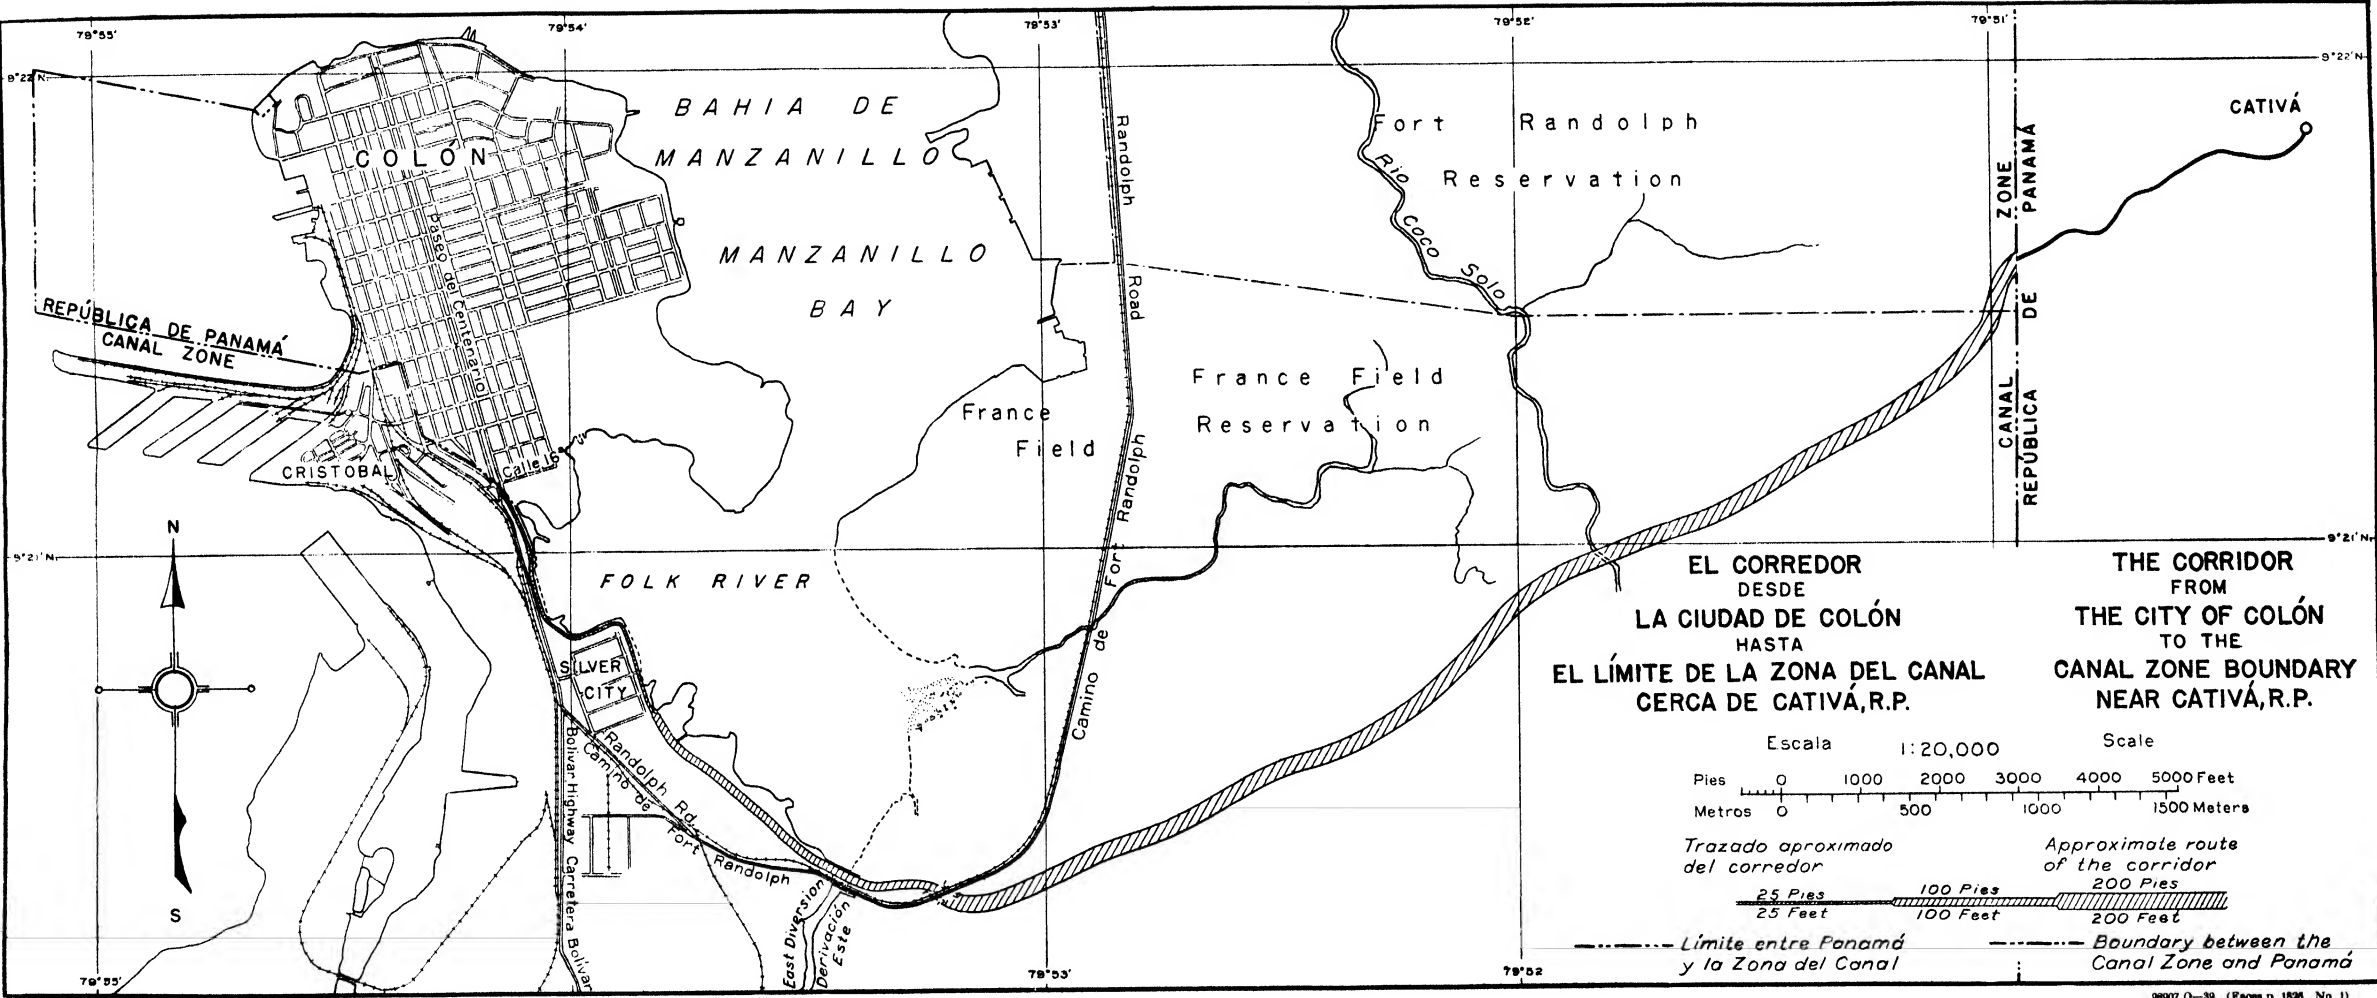 79°55'
79°54'
79°53'
79°52'
79°51'
9°22'N.
9°22'N
BAHIA DE
MANZANILLO
MANZANILLO
BAY
COLÓN
Paseo del Centenario
Fort Randolph
Reservation
Rio Coco Solo
Randolph Road
CATIVÁ
CANAL ZONE
REPÚBLICA DE PANAMÁ
REPÚBLICA DE PANAMÁ
CANAL ZONE
France Field
Reservation
France
Field
CRISTOBAL
Calle 16
N
S
9°21'N.
9°21'N.
FOLK RIVER
SILVER
CITY
Randolph Rd.
Camino de Fort Randolph
Camino de Fort Randolph
Bolivar Highway Carretera Bolivar
East Diversion
Derivación
Este
EL CORREDOR
DESDE
LA CIUDAD DE COLÓN
HASTA
EL LÍMITE DE LA ZONA DEL CANAL
CERCA DE CATIVÁ, R.P.
THE CORRIDOR
FROM
THE CITY OF COLÓN
TO THE
CANAL ZONE BOUNDARY
NEAR CATIVÁ, R.P.
Escala 1:20,000 Scale
Pies 0 1000 2000 3000 4000 5000 Feet
Metros 0 500 1000 1500 Meters
Trazado aproximado
del corredor
Approximate route
of the corridor
25 Pies 100 Pies 200 Pies
25 Feet 100 Feet 200 Feet
Límite entre Panamá
y la Zona del Canal
Boundary between the
Canal Zone and Panamá
79°55'
79°53'
79°52
98907 O—39 (Face p. 1826 No. 1)